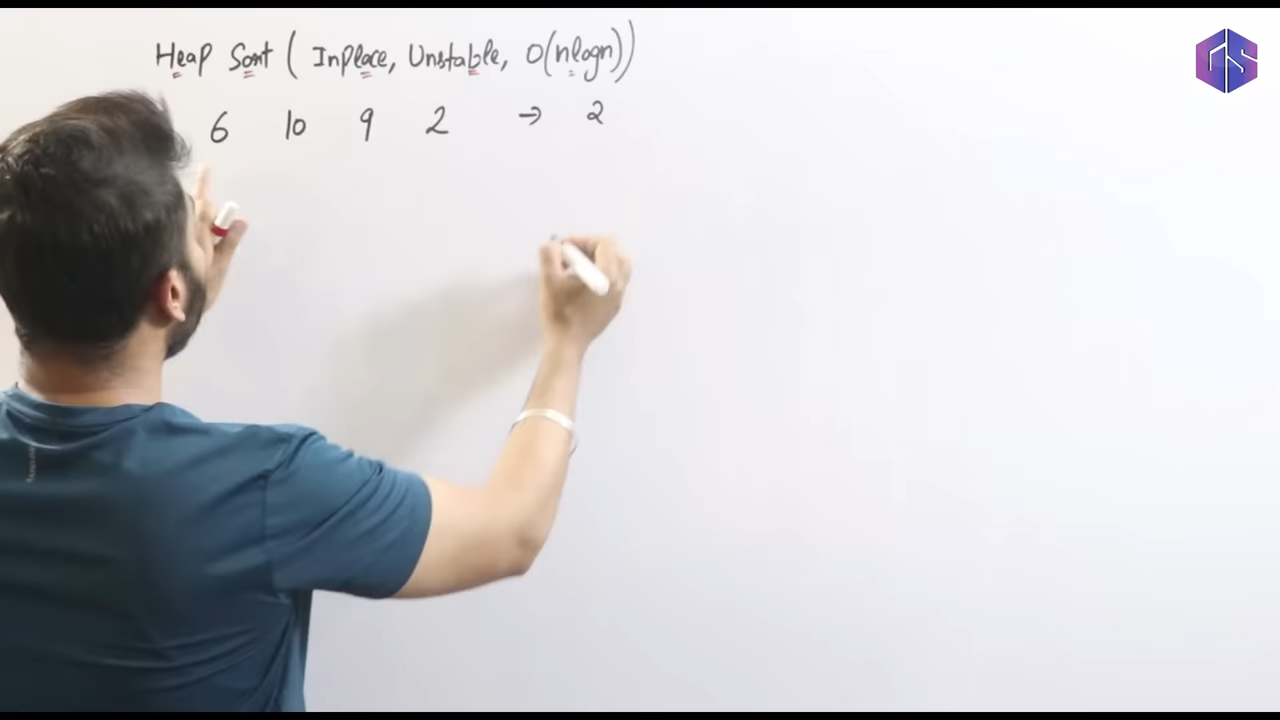 Heap Sort ( Inplace, Unstable, O(nlogn))
6 10 9 2 → 2